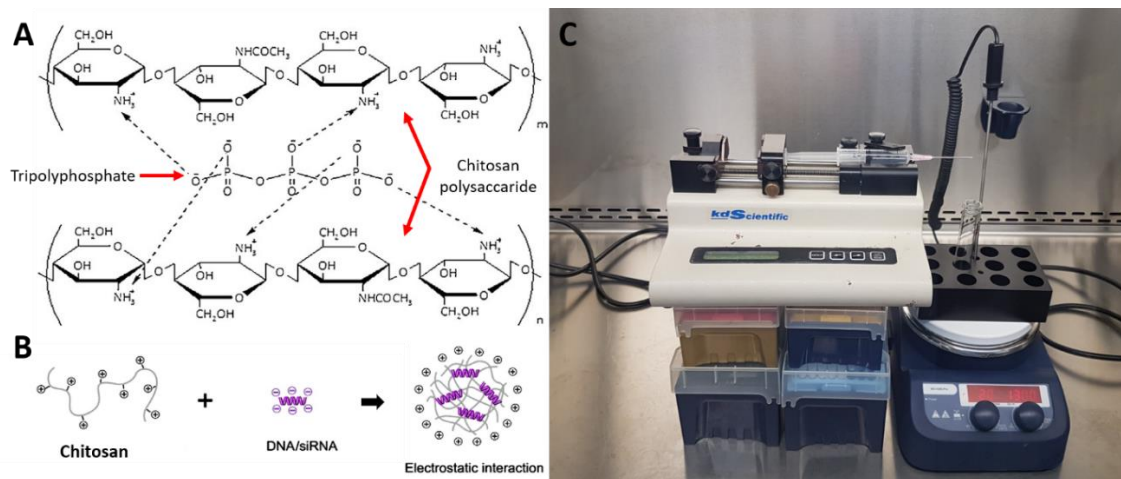 A
CH₂OH NHCOCH₃ CH₂OH NH₃⁺
O OH O O OH O
O OH O O OH O O
NH₃⁺ CH₂OH NH₃⁺ CH₂OH m
O⁻ O⁻ O⁻
Tripolyphosphate
⁻O P O P O P O⁻
O O O
Chitosan
polysaccaride
CH₂OH NH₃⁺ CH₂OH NH₃⁺
O OH O O OH O
O OH O O OH O O
NH₃⁺ CH₂OH NHCOCH₃ CH₂OH n
B
+
Chitosan
DNA/siRNA
Electrostatic interaction
C
kdScientific